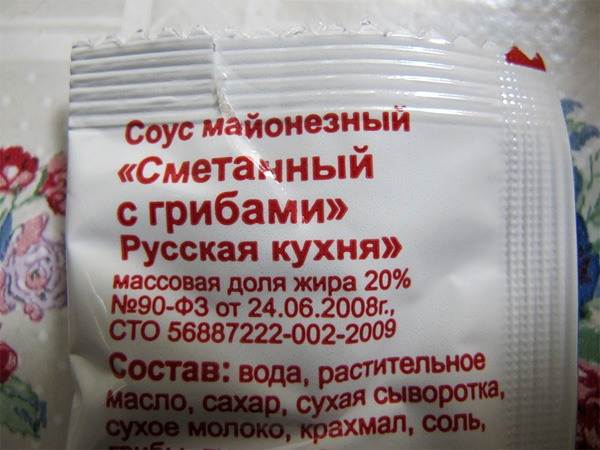 Соус майонезный
«Сметанный
с грибами»
Русская кухня»
массовая доля жира 20%
№90-ФЗ от 24.06.2008г.,
СТО 56887222-002-2009
Состав: вода, растительное
масло, сахар, сухая сыворотка,
сухое молоко, крахмал, соль,
грибы,